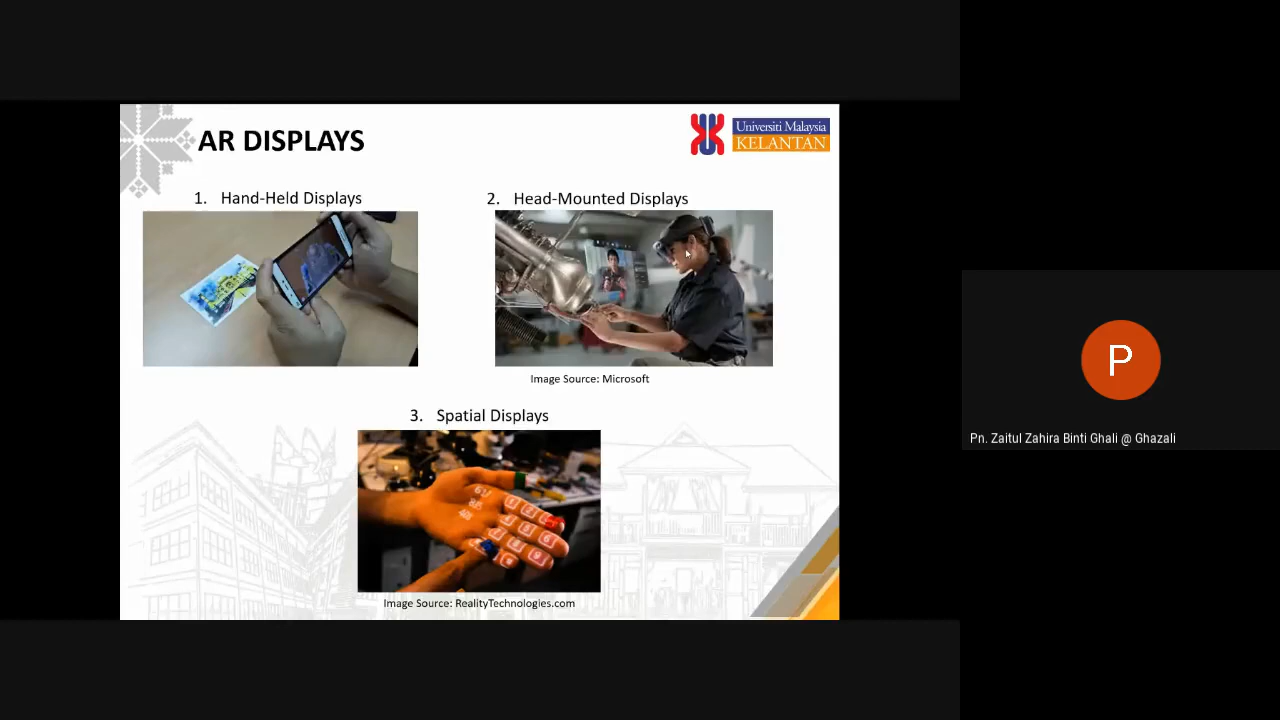 AR DISPLAYS
Universiti Malaysia
KELANTAN
1. Hand-Held Displays
2. Head-Mounted Displays
Image Source: Microsoft
3. Spatial Displays
Image Source: RealityTechnologies.com
P
Pn. Zaitul Zahira Binti Ghali @ Ghazali